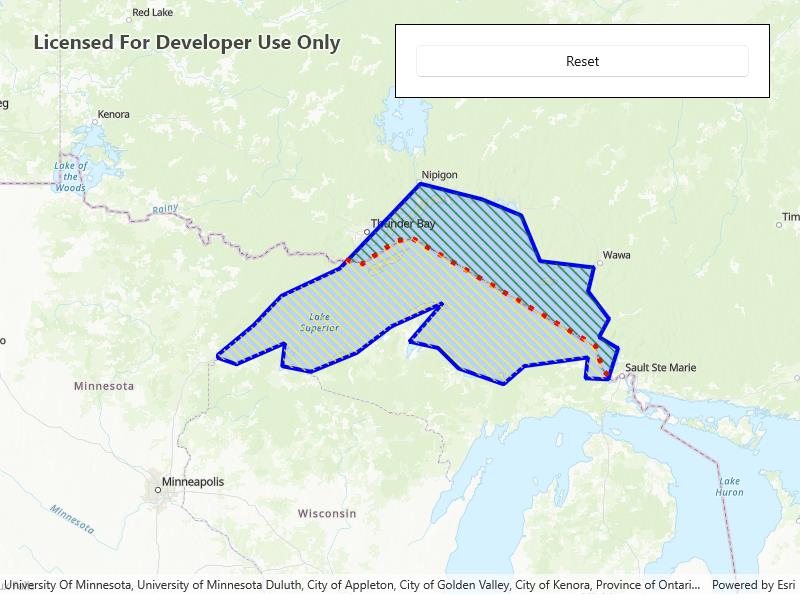 Red Lake
Licensed For Developer Use Only
Reset
eg
Kenora
Lake of
the
Woods
Nipigon
Rainy
Thunder Bay
Tim
Wawa
Lake
Superior
o
Sault Ste Marie
Minnesota
Minneapolis
Lake
Huron
Minnesota
Wisconsin
University Of Minnesota, University of Minnesota Duluth, City of Appleton, City of Golden Valley, City of Kenora, Province of Ontari... Powered by Esri